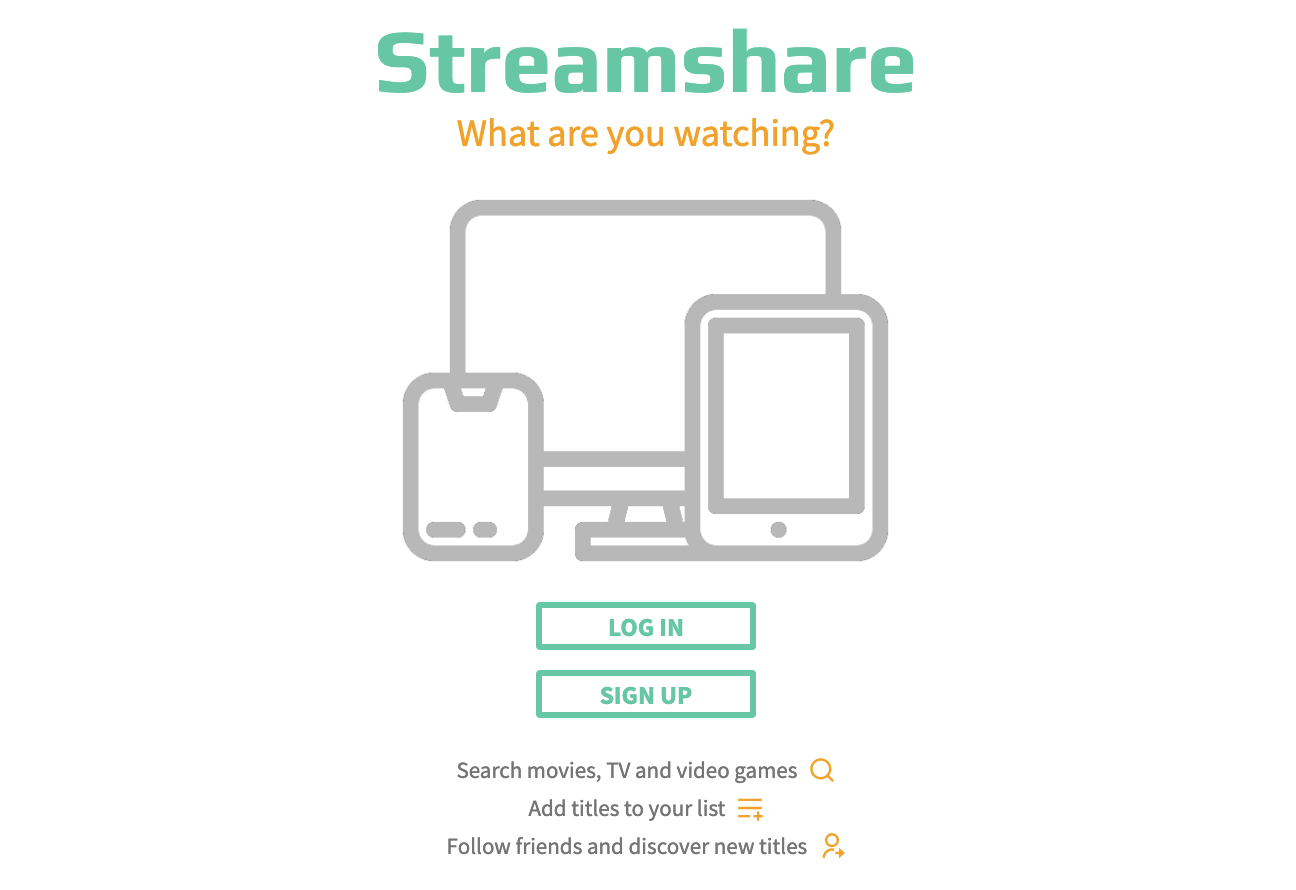 Streamshare
What are you watching?
LOG IN
SIGN UP
Search movies, TV and video games
Add titles to your list
Follow friends and discover new titles